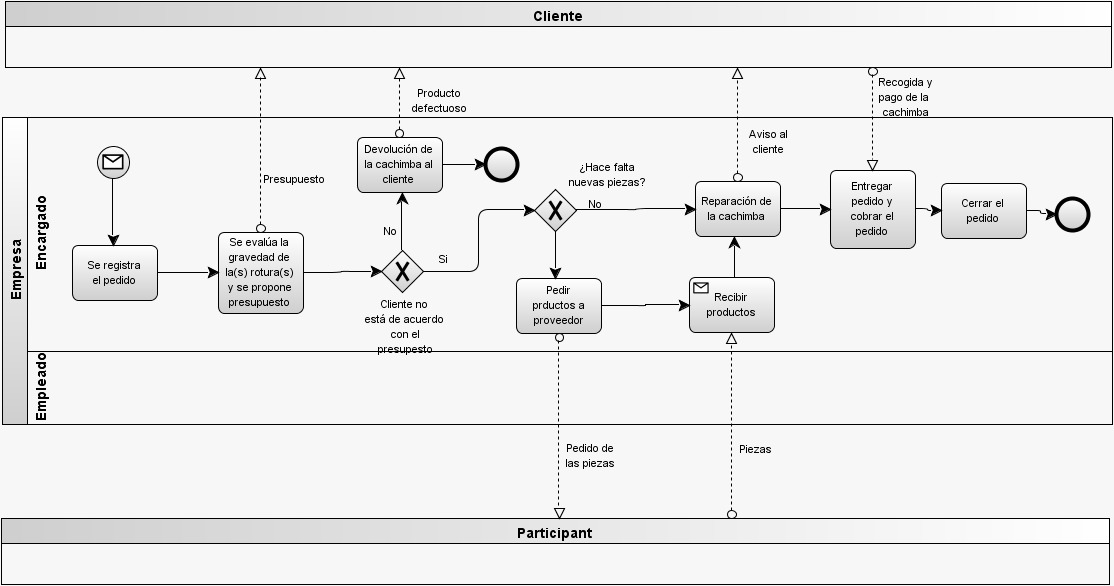 Cliente
Producto
defectuoso
Recogida y
pago de la
cachimba
Presupuesto
Aviso al
cliente
Empresa
Encargado
Devolución de
la cachimba al
cliente
¿Hace falta
nuevas piezas?
No
Reparación de
la cachimba
Entregar
pedido y
cobrar el
pedido
Cerrar el
pedido
Se registra
el pedido
Se evalúa la
gravedad de
la(s) rotura(s)
y se propone
presupuesto
No
Si
Cliente no
está de acuerdo
con el
presupesto
Pedir
prductos a
proveedor
Recibir
productos
Empleado
Pedido de
las piezas
Piezas
Participant